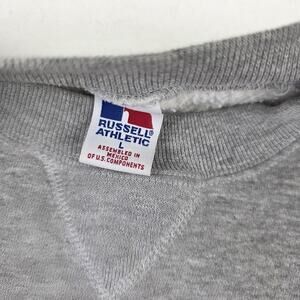 RUSSELL®
ATHLETIC
L
ASSEMBLED IN
MEXICO
OF U.S. COMPONENTS